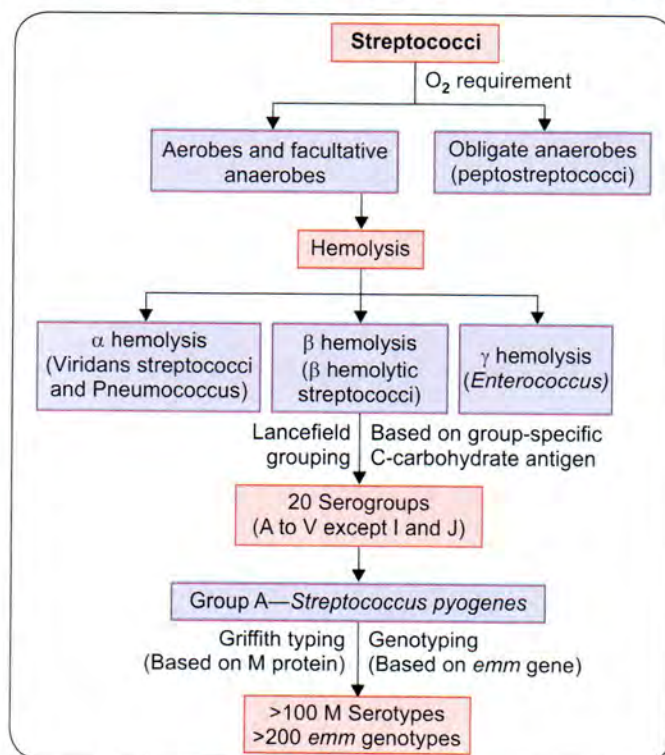 Streptococci
O₂ requirement
Aerobes and facultative
anaerobes
Obligate anaerobes
(peptostreptococci)
Hemolysis
α hemolysis
(Viridans streptococci
and Pneumococcus)
β hemolysis
(β hemolytic
streptococci)
γ hemolysis
(Enterococcus)
Lancefield
grouping
Based on group-specific
C-carbohydrate antigen
20 Serogroups
(A to V except I and J)
Group A—Streptococcus pyogenes
Griffith typing
(Based on M protein)
Genotyping
(Based on emm gene)
>100 M Serotypes
>200 emm genotypes